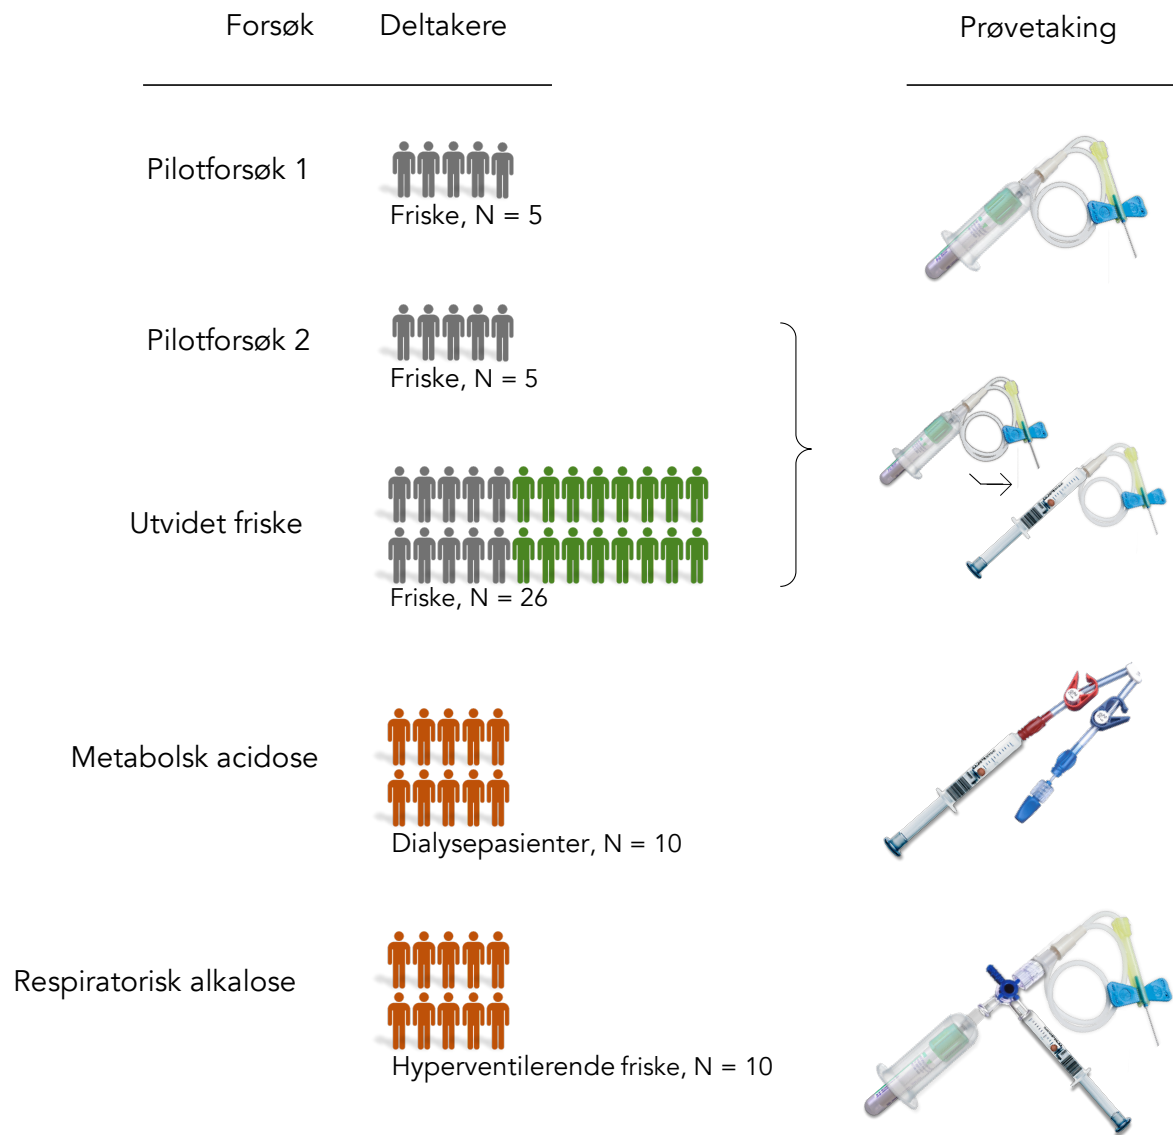 Forsøk Deltakere Prøvetaking
Pilotforsøk 1
Friske, N = 5
Pilotforsøk 2
Friske, N = 5
Utvidet friske
Friske, N = 26
Metabolsk acidose
Dialysepasienter, N = 10
Respiratorisk alkalose
Hyperventilerende friske, N = 10